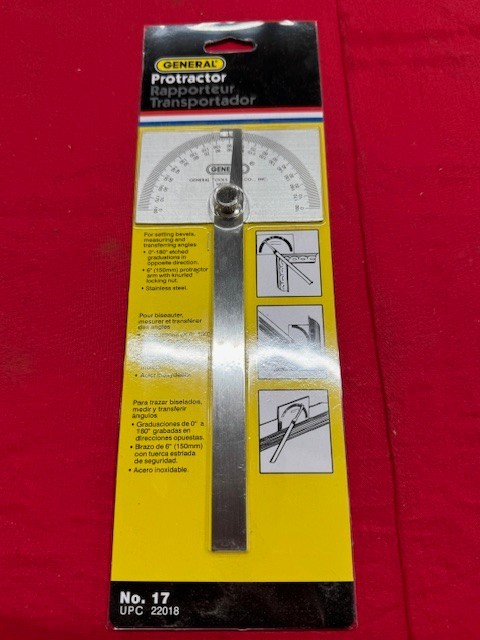 GENERAL®
Protractor
Rapporteur
Transportador
For setting bevels,
measuring and
transferring angles
• 0°-180° etched
graduations in
opposite direction.
• 6" (150mm) protractor
arm with knurled
locking nut.
• Stainless steel.
Pour biseauter,
mesurer et transférer
des angles
• Acier
Para trazar biselados,
medir y transferir
ángulos
• Graduaciones de 0° a
180° grabadas en
direcciones opuestas.
• Brazo de 6" (150mm)
con tuerca estriada
de seguridad.
• Acero inoxidable.
No. 17
UPC 22018